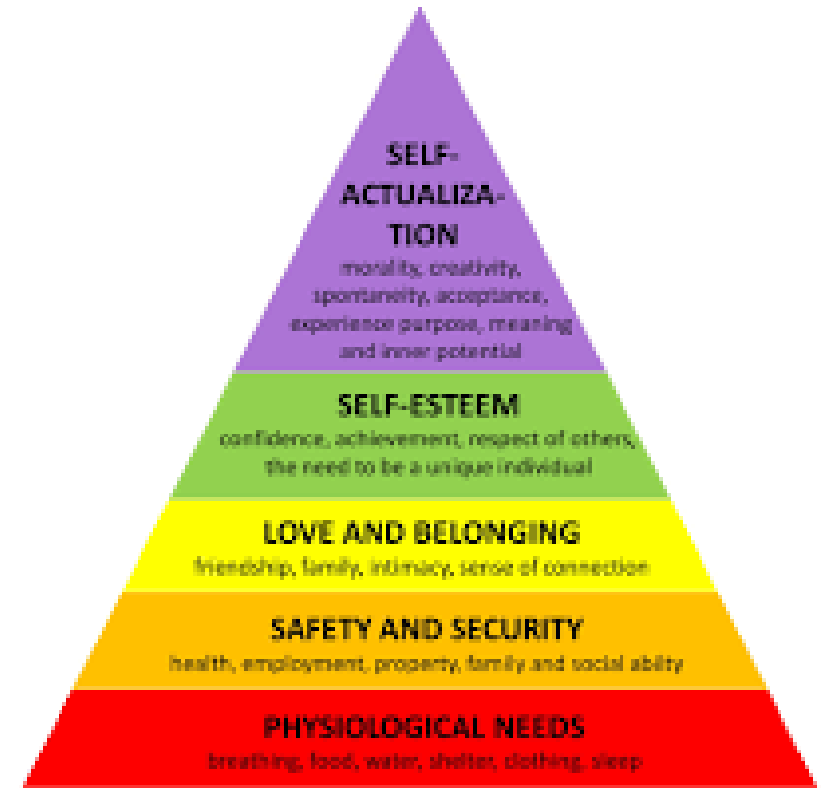 SELF-
ACTUALIZA-
TION
morality, creativity,
spontaneity, acceptance,
experience purpose, meaning
and inner potential
SELF-ESTEEM
confidence, achievement, respect of others,
the need to be a unique individual
LOVE AND BELONGING
friendship, family, intimacy, sense of connection
SAFETY AND SECURITY
health, employment, property, family and social abilty
PHYSIOLOGICAL NEEDS
breathing, food, water, shelter, clothing, sleep